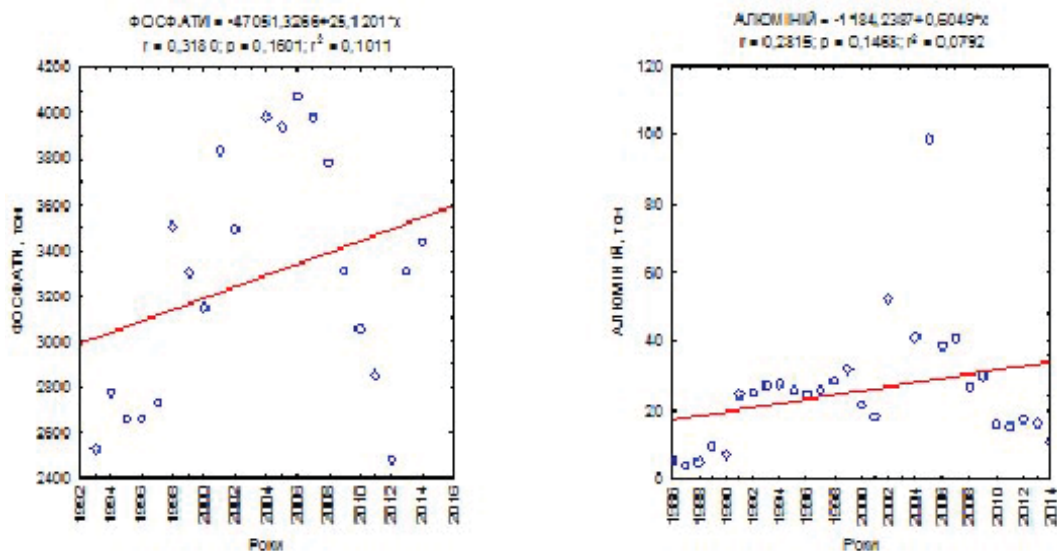 ФОСФАТИ = -47051,3266+25,1201*x
r = 0,3180; p = 0,1601; r² = 0,1011
4200
4000
3800
3600
3400
3200
3000
2800
2600
2400
ФОСФАТИ, тон
1992 1994 1996 1998 2000 2002 2004 2006 2008 2010 2012 2014 2016
Роки
АЛЮМІНІЙ = -1184,2387+0,6049*x
r = 0,2815; p = 0,1468; r² = 0,0792
120
100
80
60
40
20
0
АЛЮМІНІЙ, тон
1986 1988 1990 1992 1994 1996 1998 2000 2002 2004 2006 2008 2010 2012 2014
Роки